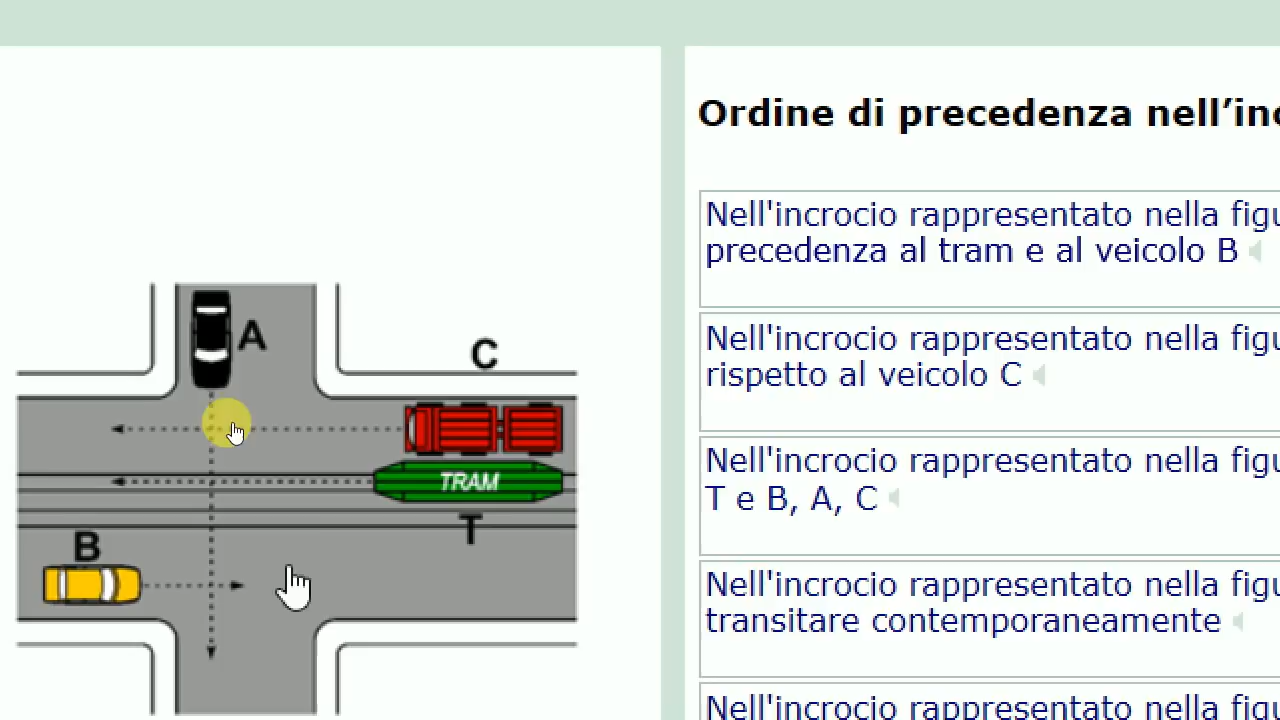 Ordine di precedenza nell’inc
Nell'incrocio rappresentato nella figu
precedenza al tram e al veicolo B
Nell'incrocio rappresentato nella figu
rispetto al veicolo C
Nell'incrocio rappresentato nella figu
T e B, A, C
Nell'incrocio rappresentato nella figu
transitare contemporaneamente
Nell'incrocio rappresentato nella figu
A
C
TRAM
T
B